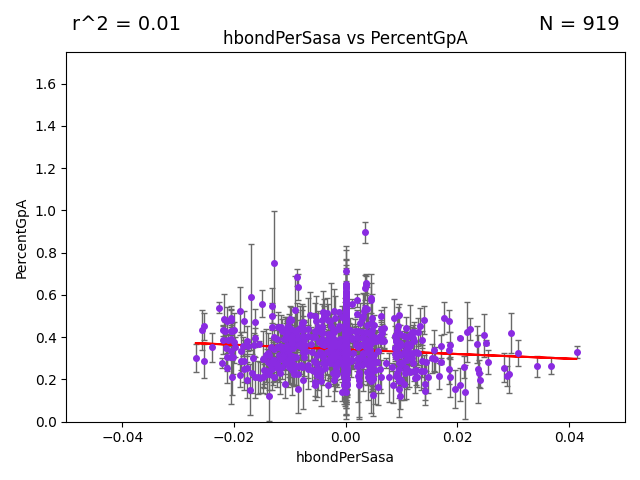 r^2 = 0.01
N = 919
hbondPerSasa vs PercentGpA
1.6
1.4
1.2
1.0
0.8
0.6
0.4
0.2
0.0
PercentGpA
−0.04
−0.02
0.00
0.02
0.04
hbondPerSasa